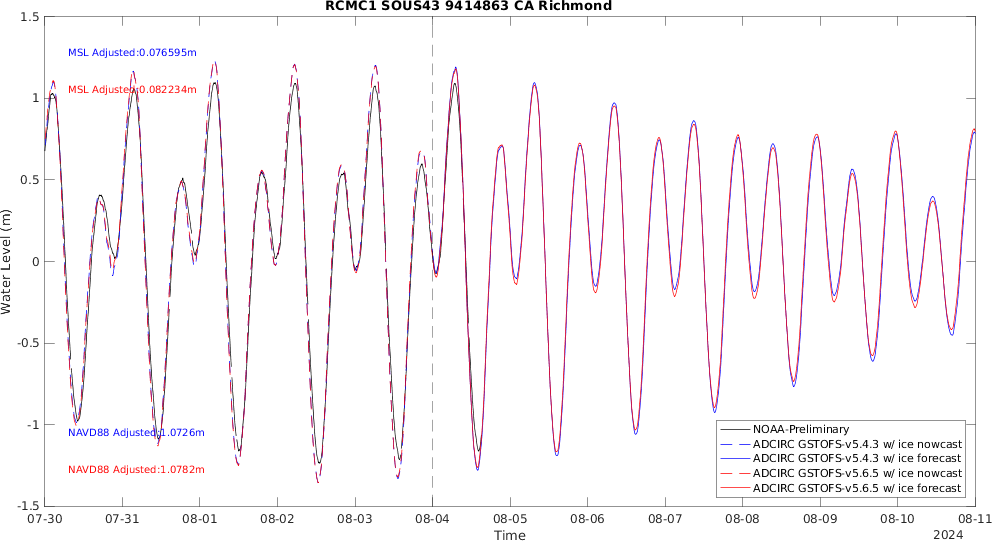 RCMC1 SOUS43 9414863 CA Richmond
MSL Adjusted:0.076595m
MSL Adjusted:0.082234m
NAVD88 Adjusted:1.0726m
NAVD88 Adjusted:1.0782m
Water Level (m)
1.5
1
0.5
0
-0.5
-1
-1.5
NOAA-Preliminary
ADCIRC GSTOFS-v5.4.3 w/ ice nowcast
ADCIRC GSTOFS-v5.4.3 w/ ice forecast
ADCIRC GSTOFS-v5.6.5 w/ ice nowcast
ADCIRC GSTOFS-v5.6.5 w/ ice forecast
07-30 07-31 08-01 08-02 08-03 08-04 08-05 08-06 08-07 08-08 08-09 08-10 08-11
Time
2024